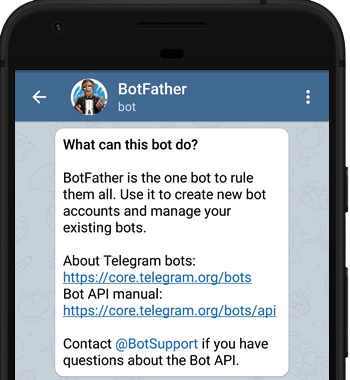 BotFather
bot
What can this bot do?
BotFather is the one bot to rule
them all. Use it to create new bot
accounts and manage your
existing bots.
About Telegram bots:
https://core.telegram.org/bots
Bot API manual:
https://core.telegram.org/bots/api
Contact @BotSupport if you have
questions about the Bot API.